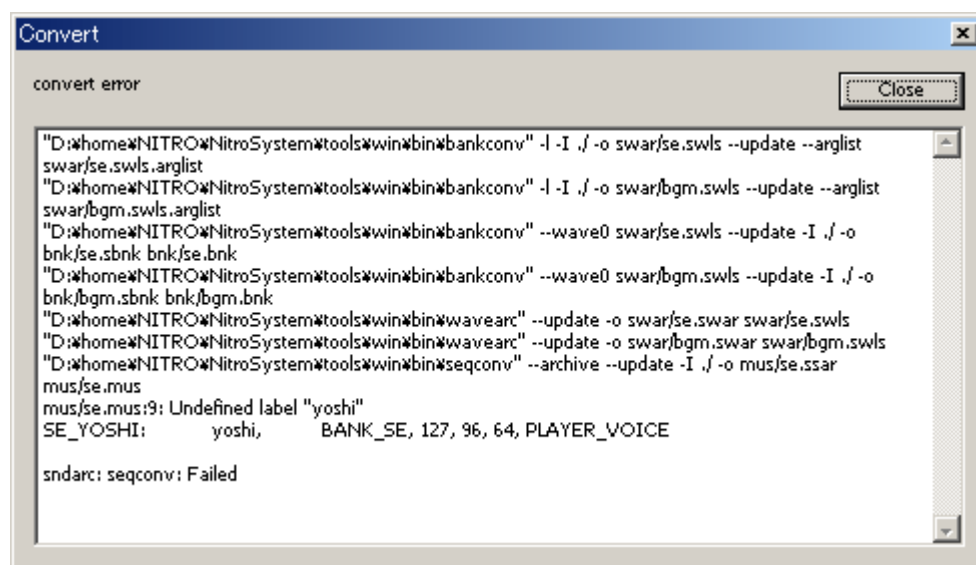 Convert
convert error
Close
"D:¥home¥NITRO¥NitroSystem¥tools¥win¥bin¥bankconv" -l -I ./ -o swar/se.swls --update --arglist
swar/se.swls.arglist
"D:¥home¥NITRO¥NitroSystem¥tools¥win¥bin¥bankconv" -l -I ./ -o swar/bgm.swls --update --arglist
swar/bgm.swls.arglist
"D:¥home¥NITRO¥NitroSystem¥tools¥win¥bin¥bankconv" --wave0 swar/se.swls --update -I ./ -o
bnk/se.sbnk bnk/se.bnk
"D:¥home¥NITRO¥NitroSystem¥tools¥win¥bin¥bankconv" --wave0 swar/bgm.swls --update -I ./ -o
bnk/bgm.sbnk bnk/bgm.bnk
"D:¥home¥NITRO¥NitroSystem¥tools¥win¥bin¥wavearc" --update -o swar/se.swar swar/se.swls
"D:¥home¥NITRO¥NitroSystem¥tools¥win¥bin¥wavearc" --update -o swar/bgm.swar swar/bgm.swls
"D:¥home¥NITRO¥NitroSystem¥tools¥win¥bin¥seqconv" --archive --update -I ./ -o mus/se.ssar
mus/se.mus
mus/se.mus:9: Undefined label "yoshi"
SE_YOSHI: yoshi, BANK_SE, 127, 96, 64, PLAYER_VOICE
sndarc: seqconv: Failed